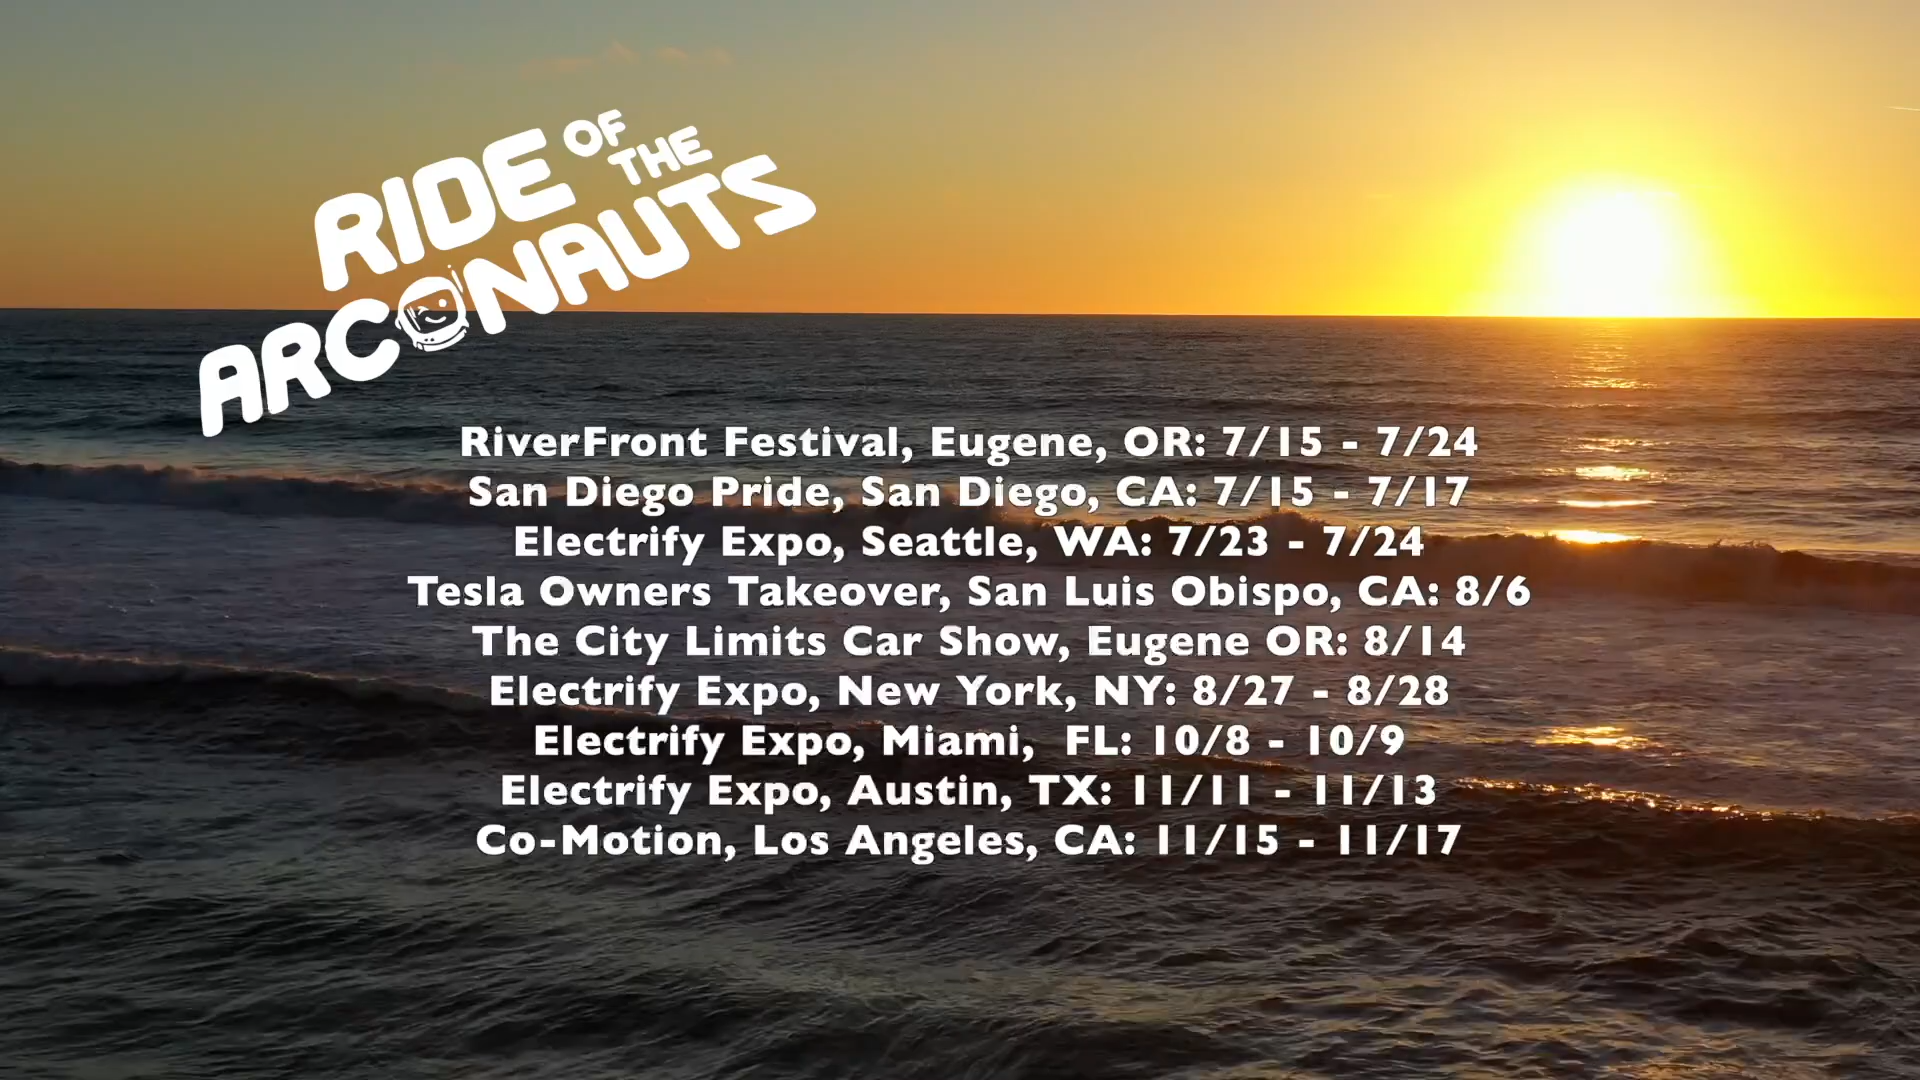 RIDE OF THE
ARCONAUTS
RiverFront Festival, Eugene, OR: 7/15 - 7/24
San Diego Pride, San Diego, CA: 7/15 - 7/17
Electrify Expo, Seattle, WA: 7/23 - 7/24
Tesla Owners Takeover, San Luis Obispo, CA: 8/6
The City Limits Car Show, Eugene OR: 8/14
Electrify Expo, New York, NY: 8/27 - 8/28
Electrify Expo, Miami,  FL: 10/8 - 10/9
Electrify Expo, Austin, TX: 11/11 - 11/13
Co-Motion, Los Angeles, CA: 11/15 - 11/17